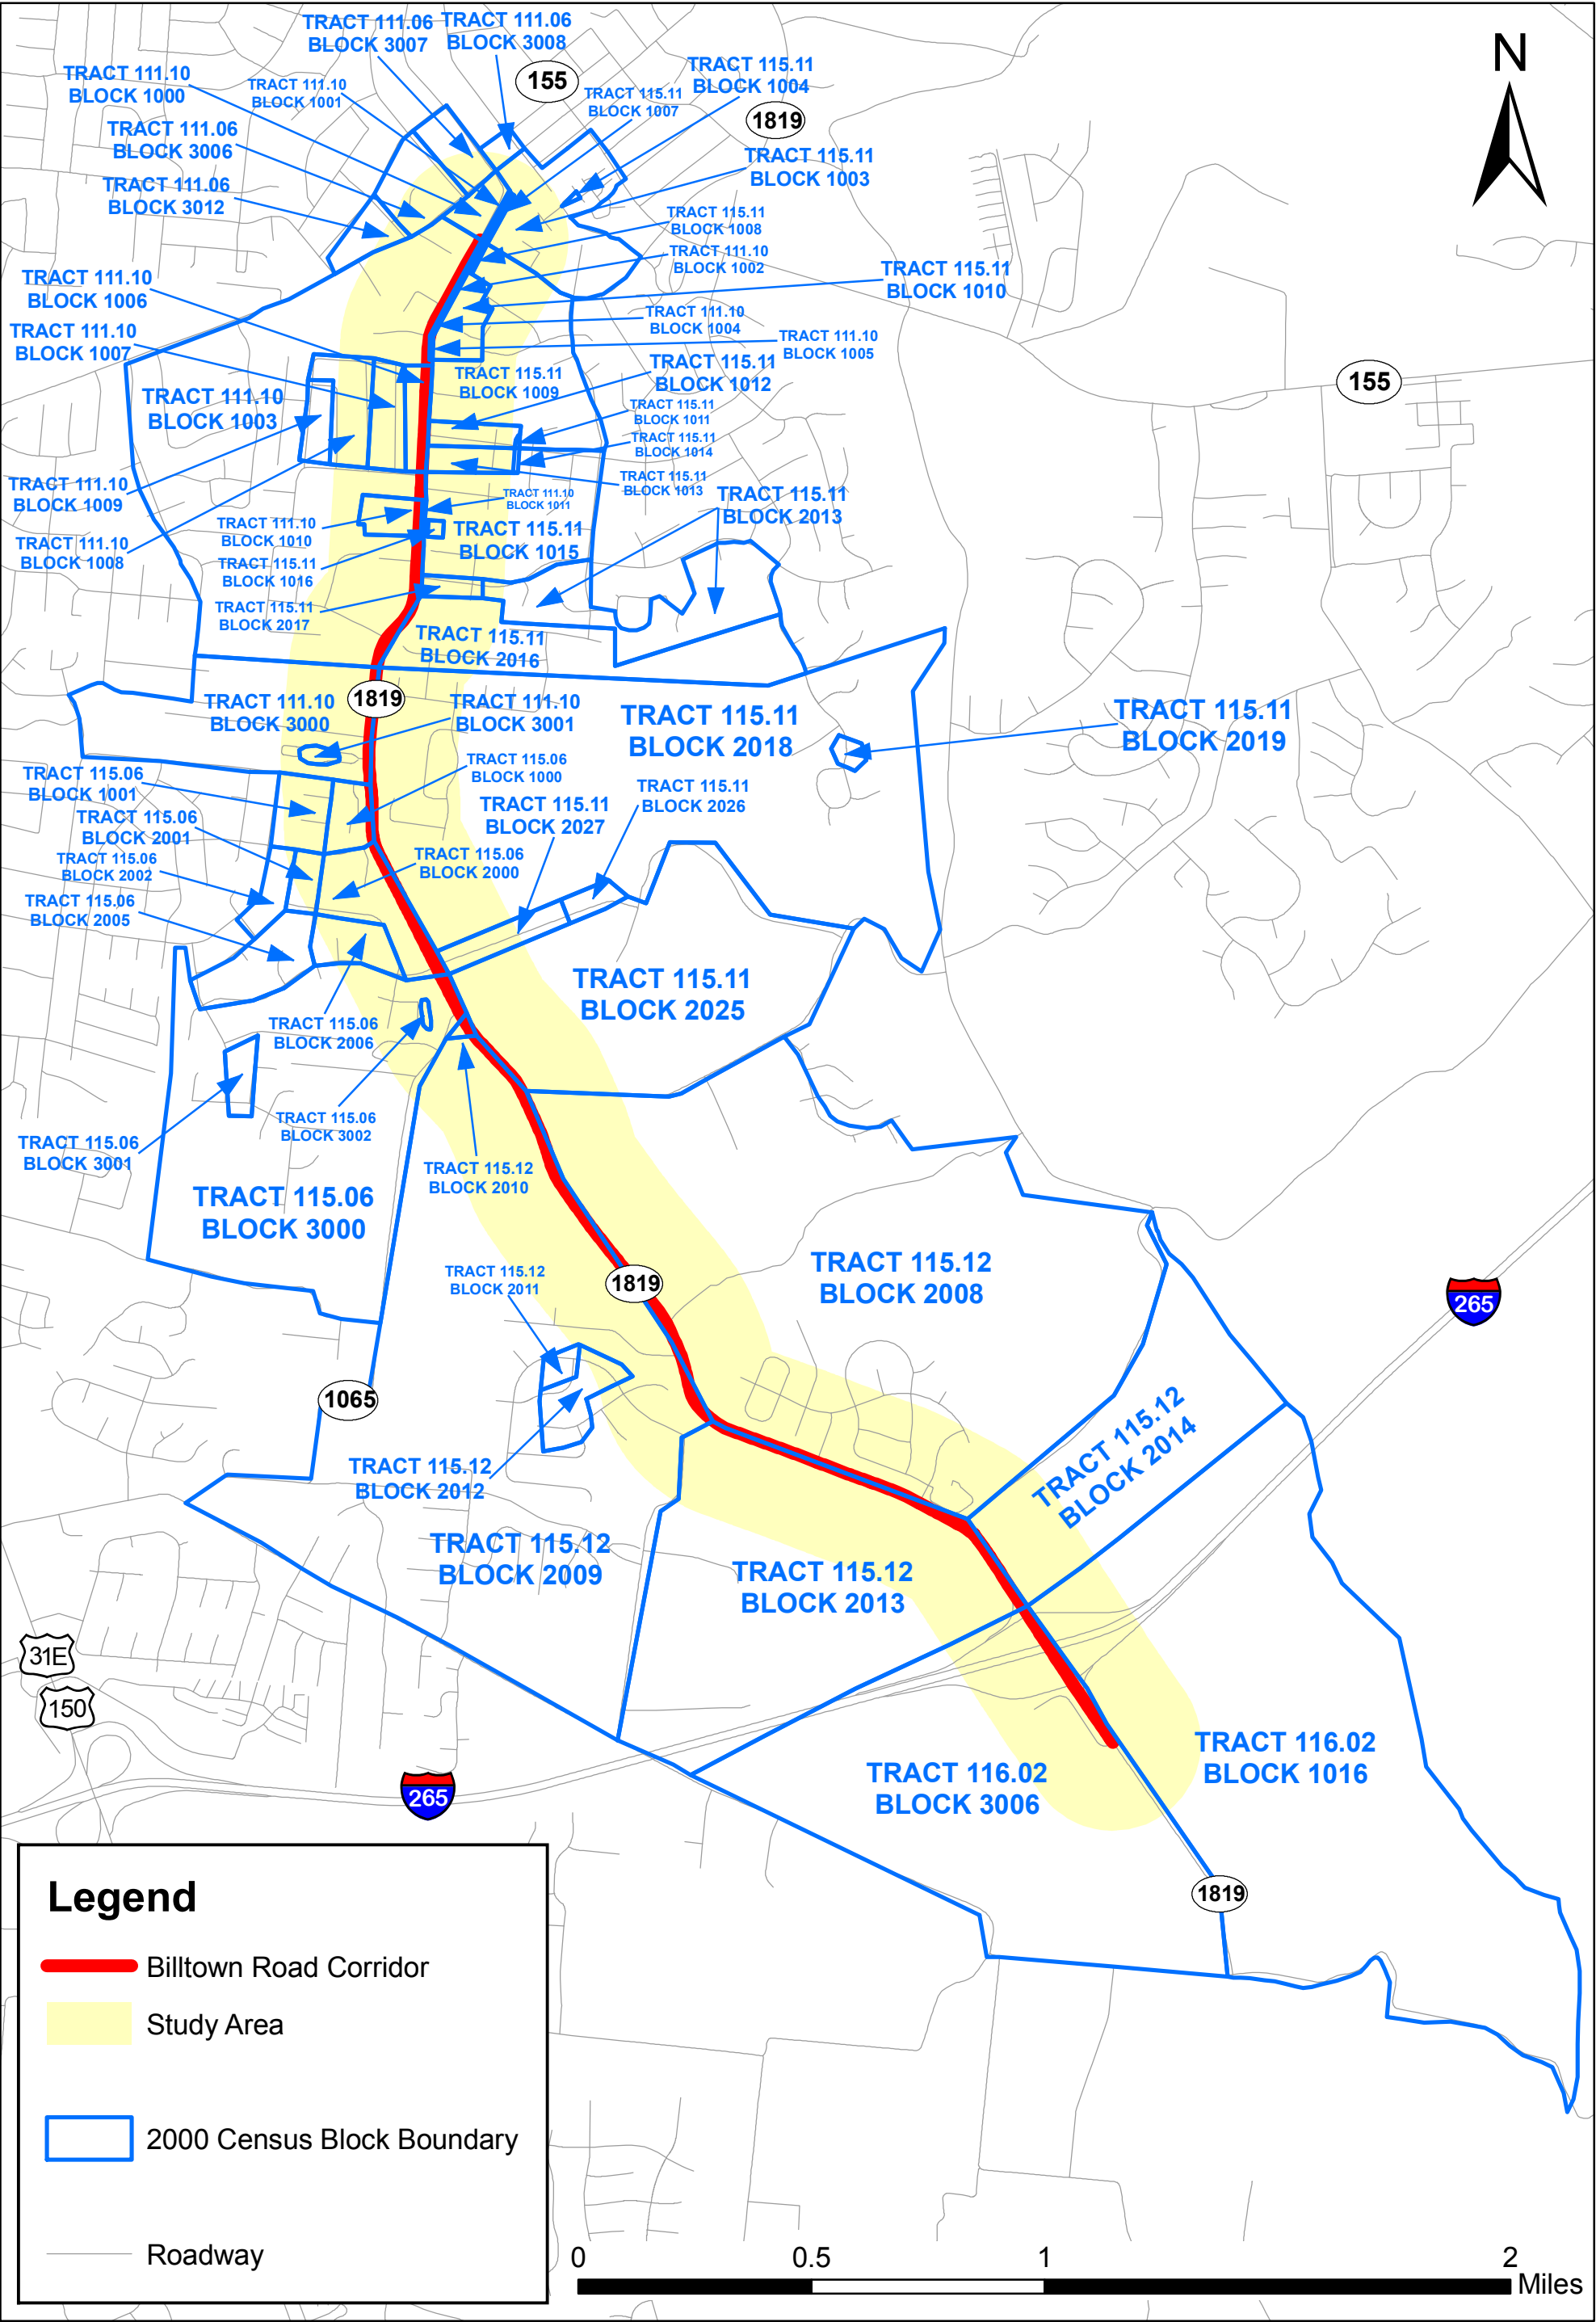 TRACT 111.06
BLOCK 3007
TRACT 111.06
BLOCK 3008
N
155
TRACT 115.11
BLOCK 1004
TRACT 111.10
BLOCK 1000
TRACT 111.10
BLOCK 1001
TRACT 115.11
BLOCK 1007
1819
TRACT 111.06
BLOCK 3006
TRACT 115.11
BLOCK 1003
TRACT 111.06
BLOCK 3012
TRACT 115.11
BLOCK 1008
TRACT 111.10
BLOCK 1002
TRACT 115.11
BLOCK 1010
TRACT 111.10
BLOCK 1006
TRACT 111.10
BLOCK 1004
TRACT 111.10
BLOCK 1007
TRACT 111.10
BLOCK 1005
TRACT 115.11
BLOCK 1012
TRACT 115.11
BLOCK 1009
155
TRACT 111.10
BLOCK 1003
TRACT 115.11
BLOCK 1011
TRACT 115.11
BLOCK 1014
TRACT 115.11
BLOCK 1013
TRACT 111.10
BLOCK 1009
TRACT 111.10
BLOCK 1011
TRACT 115.11
BLOCK 2013
TRACT 111.10
BLOCK 1010
TRACT 115.11
BLOCK 1015
TRACT 111.10
BLOCK 1008
TRACT 115.11
BLOCK 1016
TRACT 115.11
BLOCK 2017
TRACT 115.11
BLOCK 2016
TRACT 111.10
BLOCK 3000
1819
TRACT 111.10
BLOCK 3001
TRACT 115.11
BLOCK 2018
TRACT 115.11
BLOCK 2019
TRACT 115.06
BLOCK 1001
TRACT 115.06
BLOCK 1000
TRACT 115.11
BLOCK 2026
TRACT 115.11
BLOCK 2027
TRACT 115.06
BLOCK 2001
TRACT 115.06
BLOCK 2002
TRACT 115.06
BLOCK 2000
TRACT 115.06
BLOCK 2005
TRACT 115.11
BLOCK 2025
TRACT 115.06
BLOCK 2006
TRACT 115.06
BLOCK 3002
TRACT 115.06
BLOCK 3001
TRACT 115.12
BLOCK 2010
TRACT 115.06
BLOCK 3000
TRACT 115.12
BLOCK 2008
TRACT 115.12
BLOCK 2011
1819
265
1065
TRACT 115.12
BLOCK 2014
TRACT 115.12
BLOCK 2012
TRACT 115.12
BLOCK 2009
TRACT 115.12
BLOCK 2013
31E
150
TRACT 116.02
BLOCK 1016
TRACT 116.02
BLOCK 3006
265
1819
Legend
Billtown Road Corridor
Study Area
2000 Census Block Boundary
Roadway
0 0.5 1 2
Miles